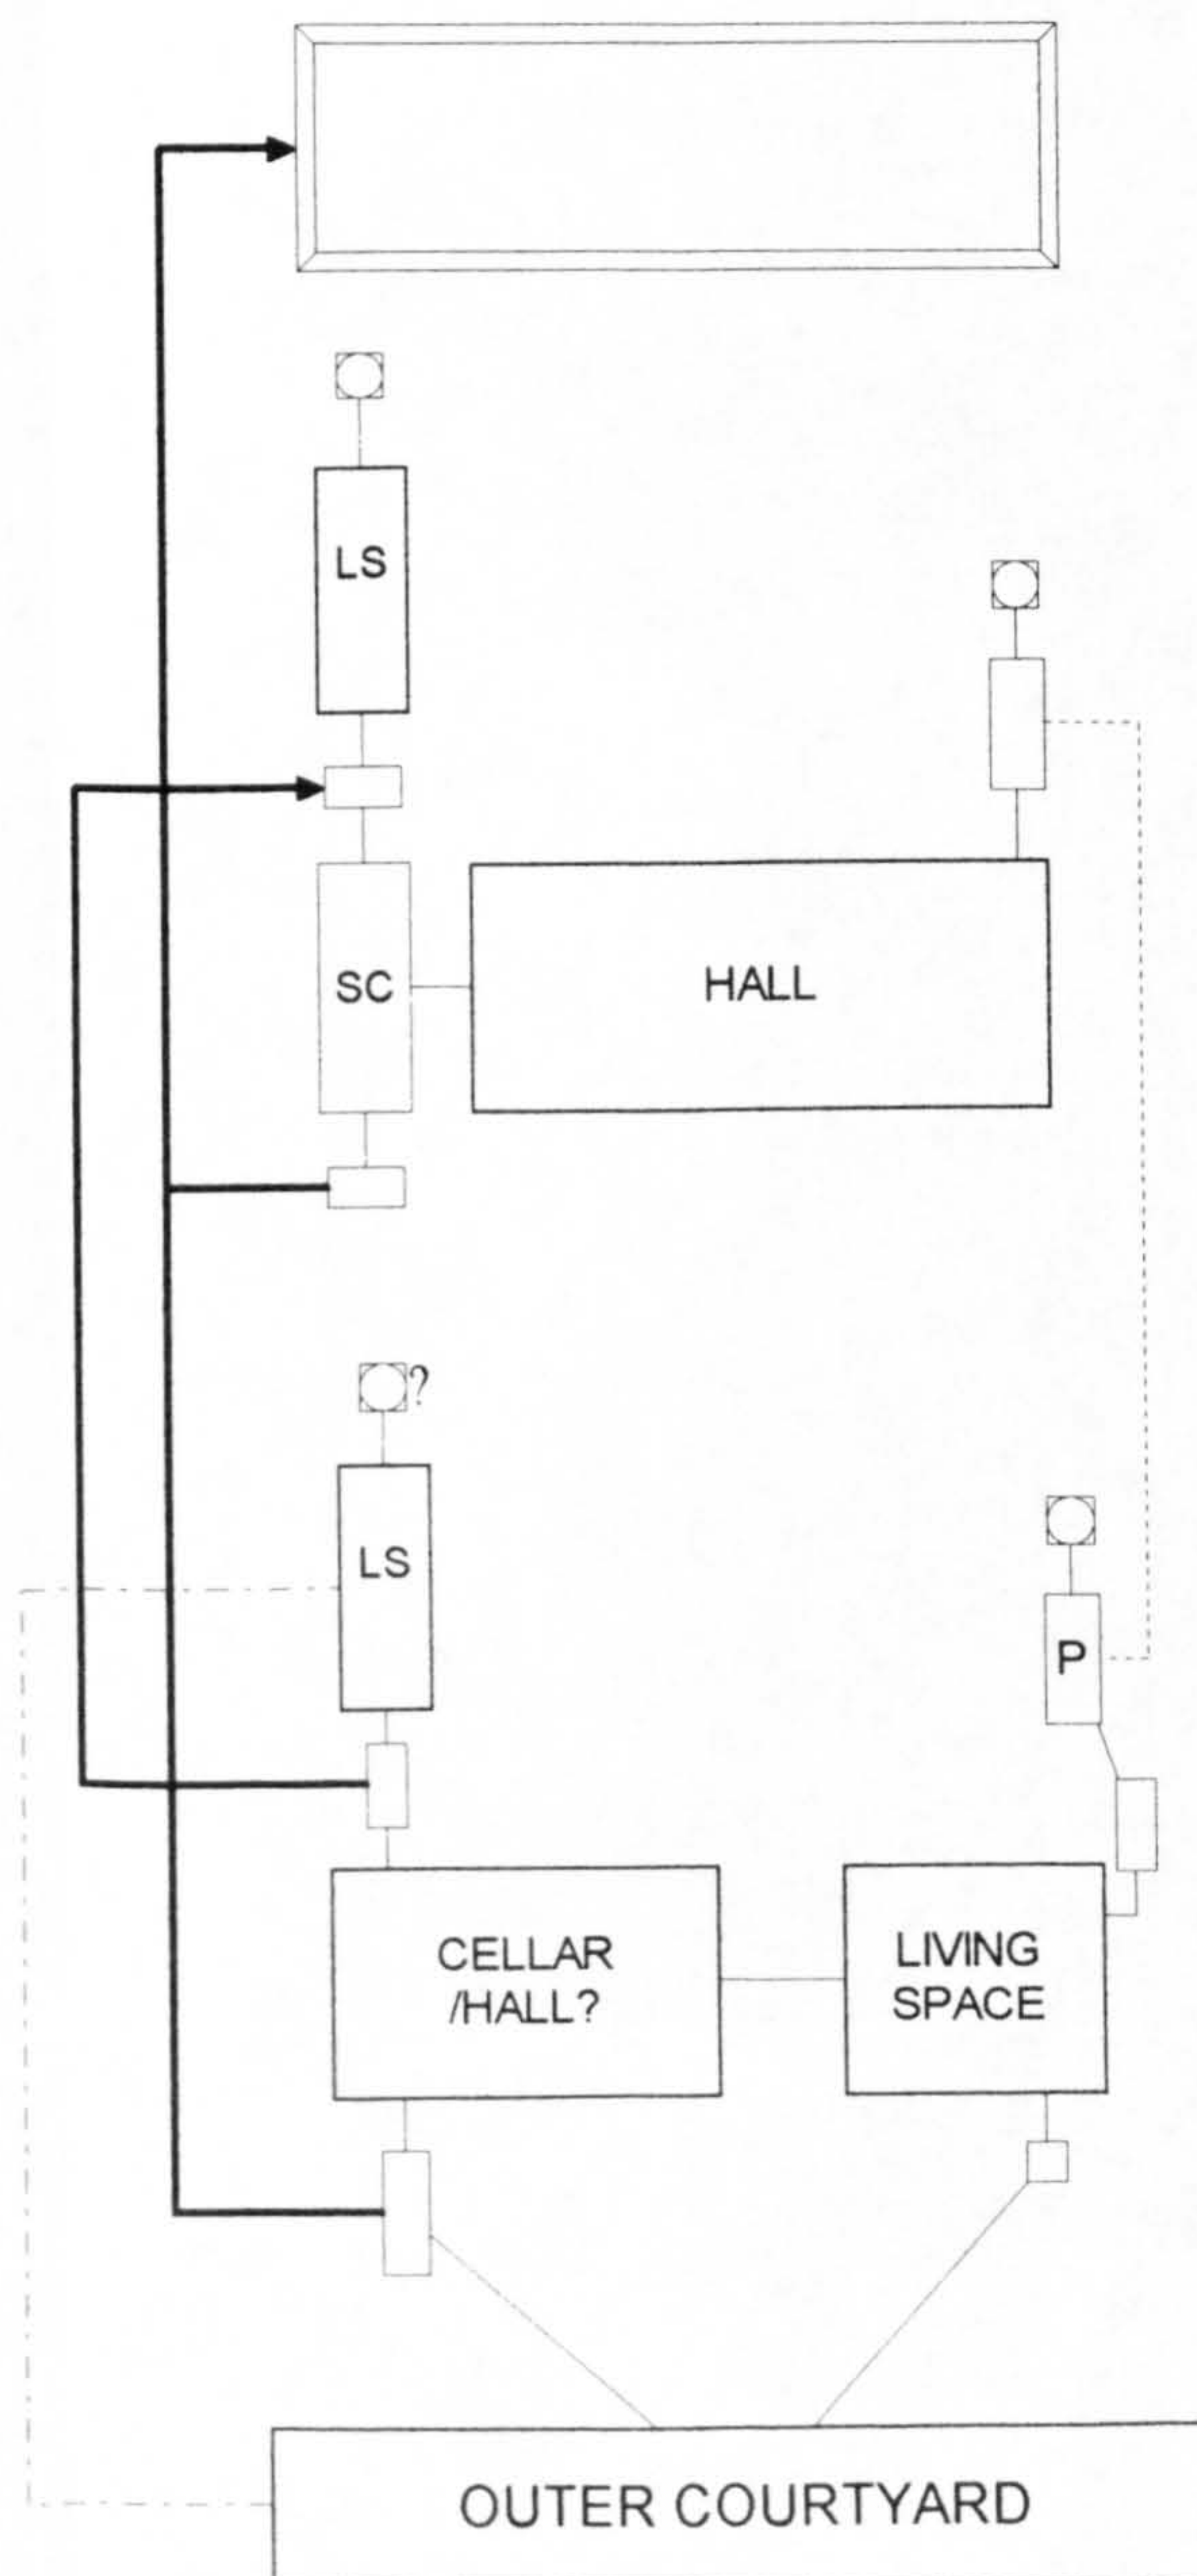 LS
SC
HALL
?
LS
P
CELLAR
/HALL?
LIVING
SPACE
OUTER COURTYARD